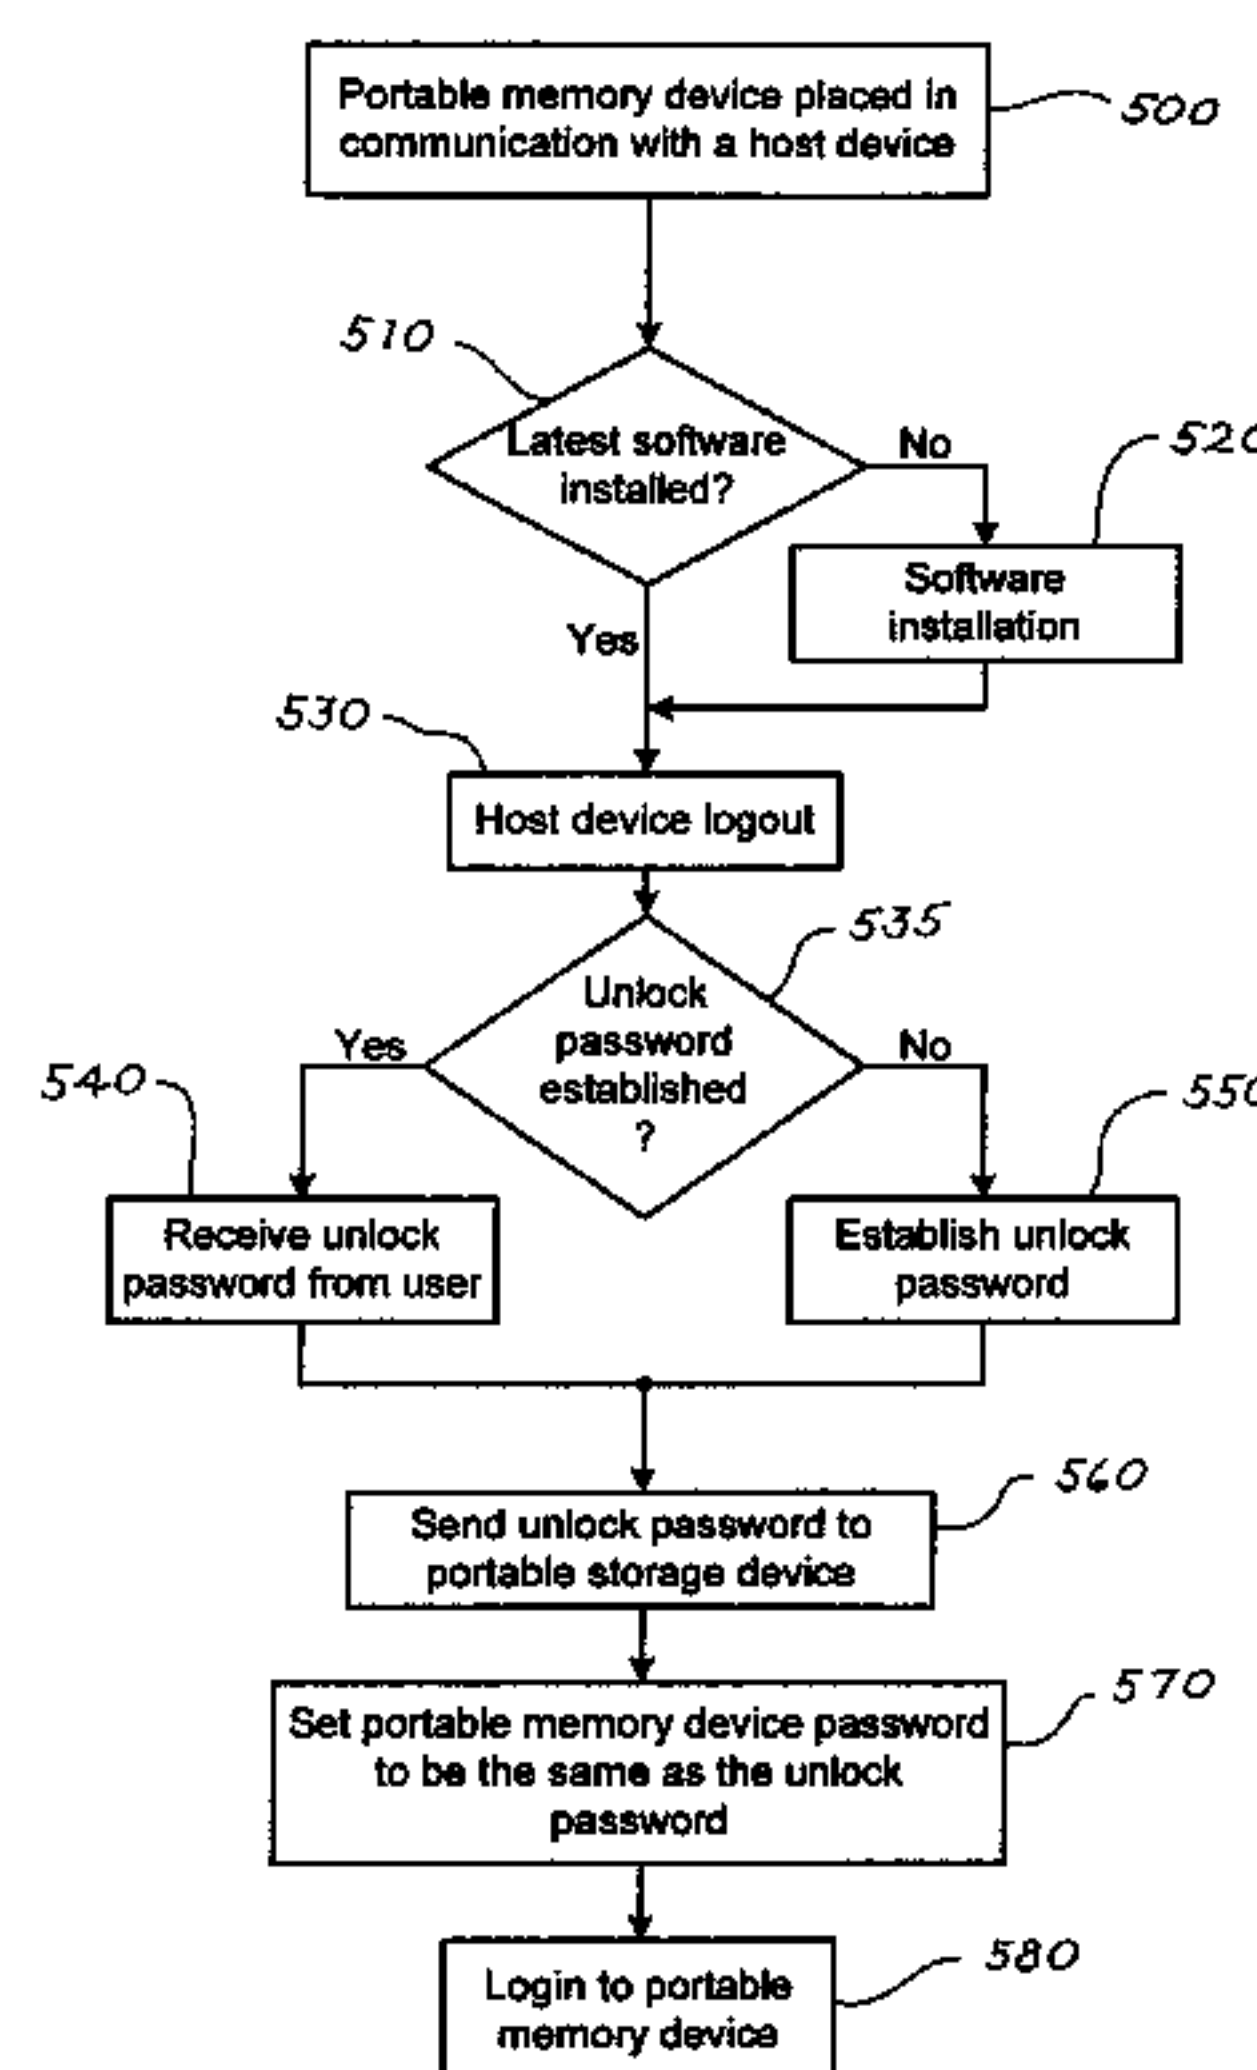 Portable memory device placed in
communication with a host device
500
510
Latest software
installed?
No
520
Software
installation
Yes
530
Host device logout
535
Unlock
password
established
?
Yes
No
540
550
Receive unlock
password from user
Establish unlock
password
560
Send unlock password to
portable storage device
570
Set portable memory device password
to be the same as the unlock
password
580
Login to portable
memory device